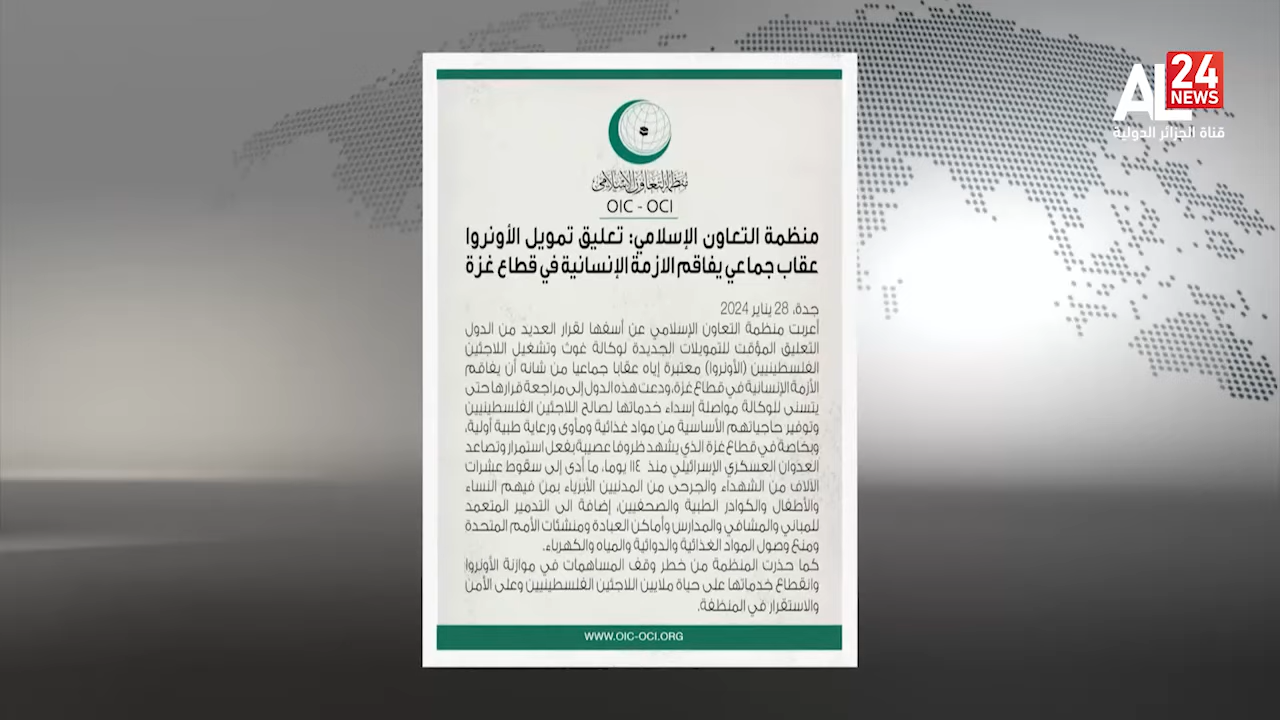 AL
24
NEWS
قناة الجزائر الدولية
منظمة التعاون الإسلامي
OIC - OCI
منظمة التعاون الإسلامي: تعليق تمويل الأونروا
عقاب جماعي يفاقم الازمة الإنسانية في قطاع غزة
جدة، 28 يناير 2024
أعربت منظمة التعاون الإسلامي عن أسفها لقرار العديد من الدول
التعليق المؤقت للتمويلات الجديدة لوكالة غوث وتشغيل اللاجئين
الفلسطينيين (الأونروا) معتبرة إياه عقابا جماعيا من شانه أن يفاقم
الأزمة الإنسانية في قطاع غزة، ودعت هذه الدول إلى مراجعة قرارها حتى
يتسنى للوكالة مواصلة إسداء خدماتها لصالح اللاجئين الفلسطينيين
وتوفير حاجياتهم الأساسية من مواد غذائية ومأوى ورعاية طبية أولية،
وبخاصة في قطاع غزة الذي يشهد ظروفا عصيبة بفعل استمرار وتصاعد
العدوان العسكري الإسرائيلي منذ ١١٤ يوما، ما أدى إلى سقوط عشرات
الآلاف من الشهداء والجرحى من المدنيين الأبرياء بمن فيهم النساء
والأطفال والكوادر الطبية والصحفيين، إضافة الى التدمير المتعمد
للمباني والمشافي والمدارس وأماكن العبادة ومنشئات الأمم المتحدة
ومنع وصول المواد الغذائية والدوائية والمياه والكهرباء.
كما حذرت المنظمة من خطر وقف المساهمات في موازنة الأونروا
وانقطاع خدماتها على حياة ملايين اللاجئين الفلسطينيين وعلى الأمن
والاستقرار في المنطقة.
WWW.OIC-OCI.ORG